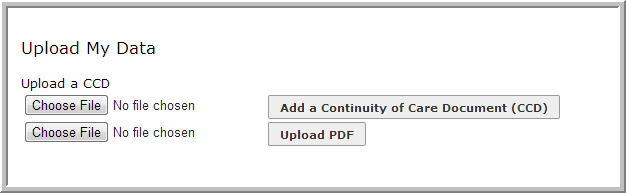 Upload My Data
Upload a CCD
Choose File No file chosen Add a Continuity of Care Document (CCD)
Choose File No file chosen Upload PDF